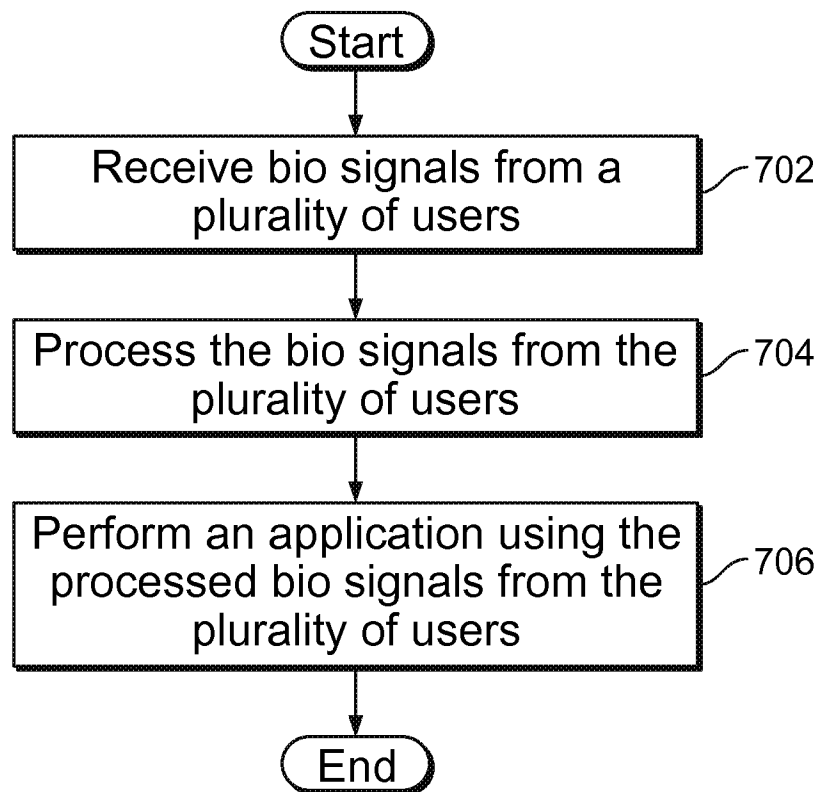 Start
Receive bio signals from a
plurality of users
702
Process the bio signals from the
plurality of users
704
Perform an application using the
processed bio signals from the
plurality of users
706
End